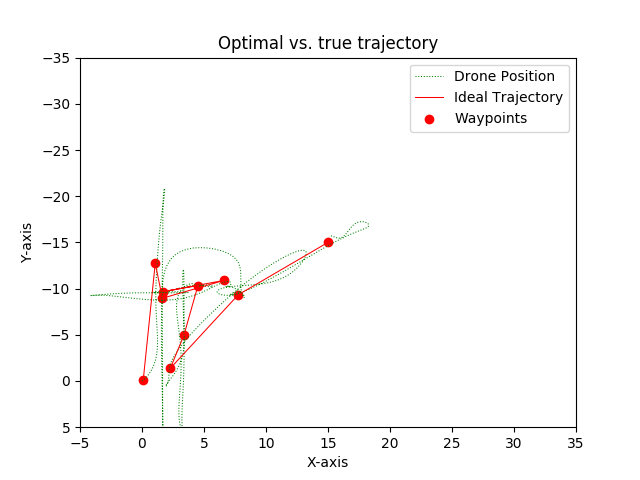 Optimal vs. true trajectory
Drone Position
Ideal Trajectory
Waypoints
−35
−30
−25
−20
−15
−10
−5
0
5
Y-axis
−5 0 5 10 15 20 25 30 35
X-axis